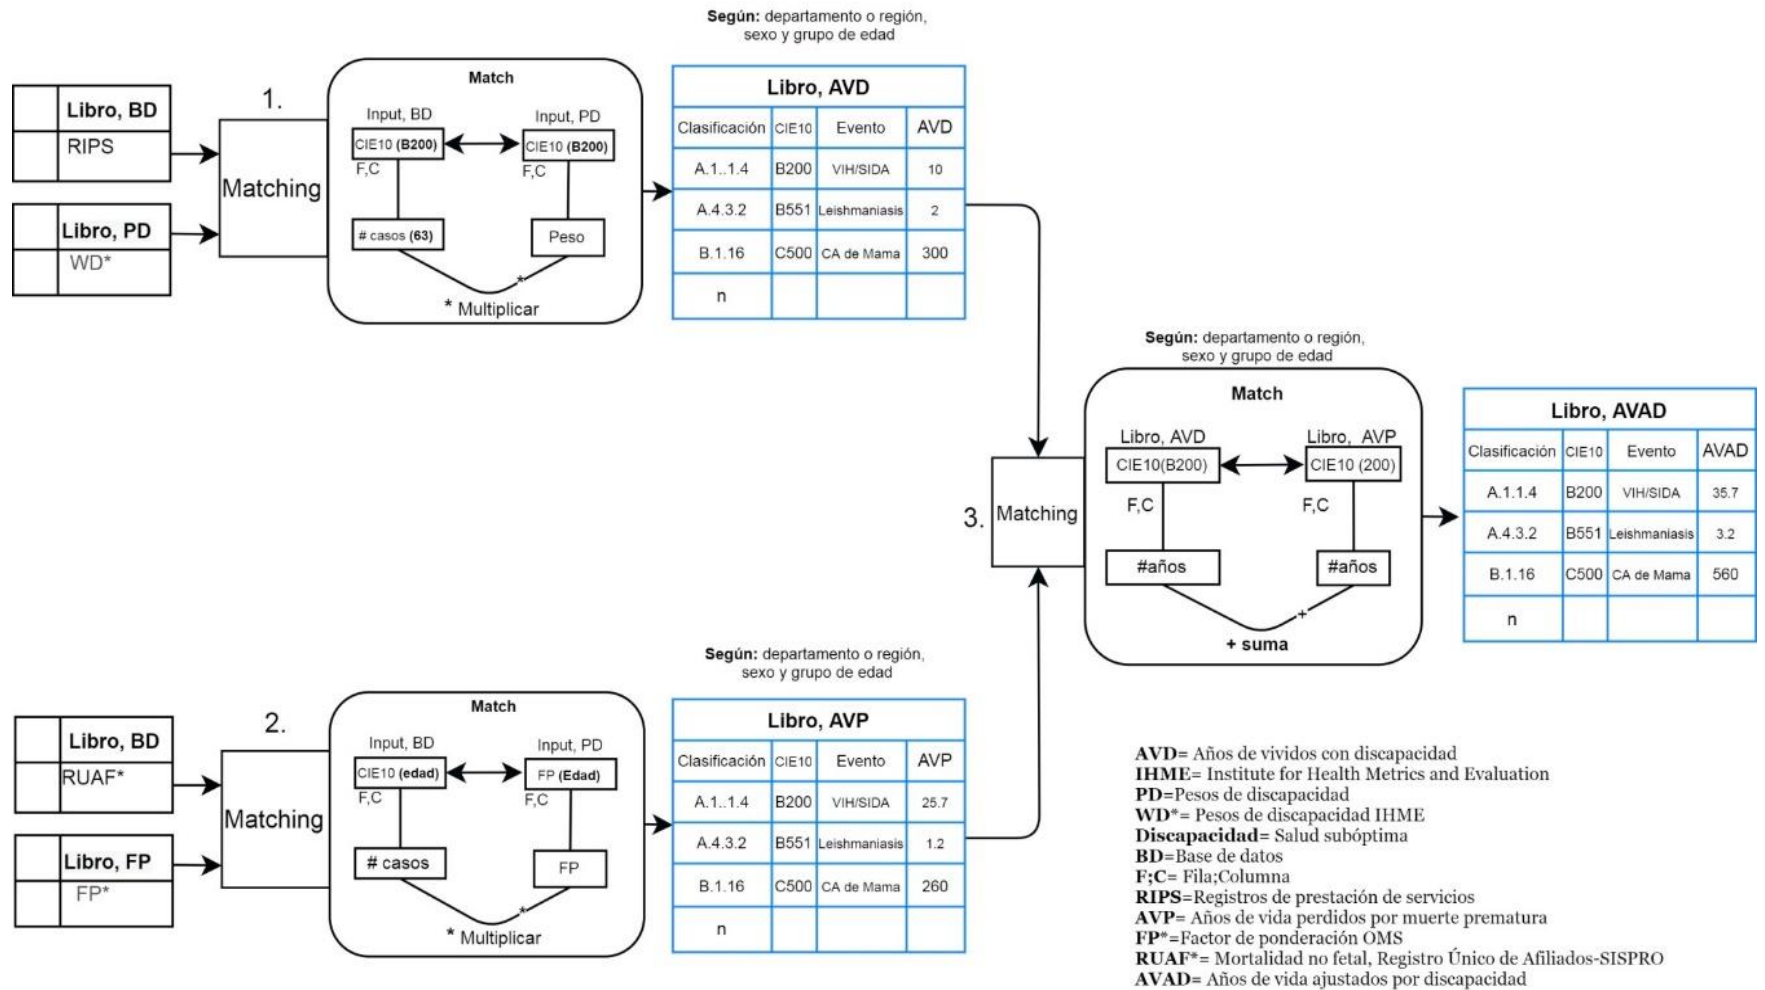 Según: departamento o región,
sexo y grupo de edad
Libro, BD
RIPS
Libro, PD
WD*
1.
Matching
Match
Input, BD
Input, PD
CIE10 (B200)
CIE10 (B200)
F,C
F,C
# casos (63)
Peso
*
* Multiplicar
Libro, AVD
Clasificación CIE10 Evento AVD
A.1..1.4 B200 VIH/SIDA 10
A.4.3.2 B551 Leishmaniasis 2
B.1.16 C500 CA de Mama 300
n
Según: departamento o región,
sexo y grupo de edad
3.
Matching
Match
Libro, AVD
Libro, AVP
CIE10(B200)
CIE10 (200)
F,C
F,C
#años
#años
+
+ suma
Libro, AVAD
Clasificación CIE10 Evento AVAD
A.1.1.4 B200 VIH/SIDA 35.7
A.4.3.2 B551 Leishmaniasis 3.2
B.1.16 C500 CA de Mama 560
n
Según: departamento o región,
sexo y grupo de edad
Libro, BD
RUAF*
Libro, FP
FP*
2.
Matching
Match
Input, BD
Input, PD
CIE10 (edad)
FP (Edad)
F,C
F,C
# casos
FP
*
* Multiplicar
Libro, AVP
Clasificación CIE10 Evento AVP
A.1..1.4 B200 VIH/SIDA 25.7
A.4.3.2 B551 Leishmaniasis 1.2
B.1.16 C500 CA de Mama 260
n
AVD= Años de vividos con discapacidad
IHME= Institute for Health Metrics and Evaluation
PD=Pesos de discapacidad
WD*= Pesos de discapacidad IHME
Discapacidad= Salud subóptima
BD=Base de datos
F;C= Fila;Columna
RIPS=Registros de prestación de servicios
AVP= Años de vida perdidos por muerte prematura
FP*=Factor de ponderación OMS
RUAF*= Mortalidad no fetal, Registro Único de Afiliados-SISPRO
AVAD= Años de vida ajustados por discapacidad